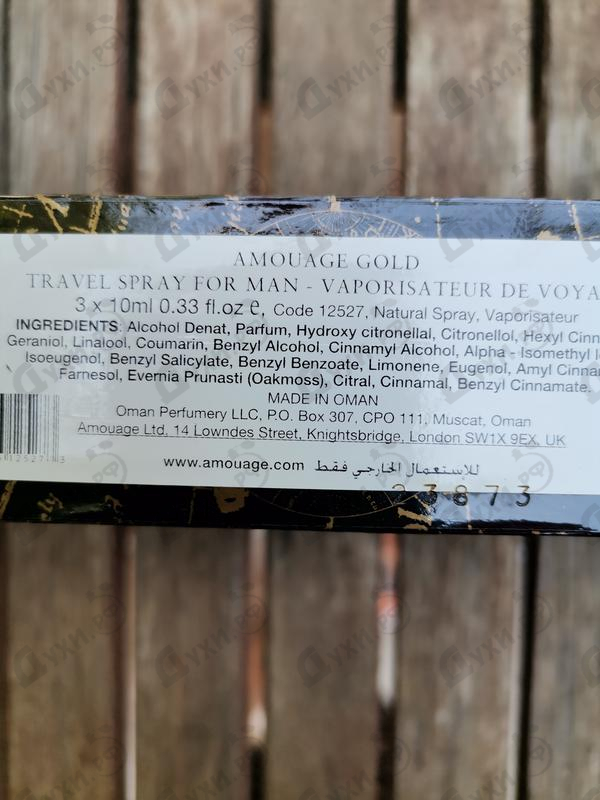 AMOUAGE GOLD
TRAVEL SPRAY FOR MAN - VAPORISATEUR DE
3 x 10ml 0.33 fl.oz e, Code 12527, Natural Spray, Vaporisateur
INGREDIENTS: Alcohol Denat, Parfum, Hydroxy citronellal, Citronellol, Hexyl
Geraniol, Linalool, Coumarin, Benzyl Alcohol, Cinnamyl Alcohol, Alpha - Isomethyl
Isoeugenol, Benzyl Salicylate, Benzyl Benzoate, Limonene, Eugenol, Amyl
Farnesol, Evernia Prunasti (Oakmoss), Citral, Cinnamal, Benzyl Cinnamate.
MADE IN OMAN
Oman Perfumery LLC, P.O. Box 307, CPO 111, Muscat, Oman
Amouage Ltd, 14 Lowndes Street, Knightsbridge, London SW1X 9EX, UK
www.amouage.com للإستعمال الخارجي فقط
23873